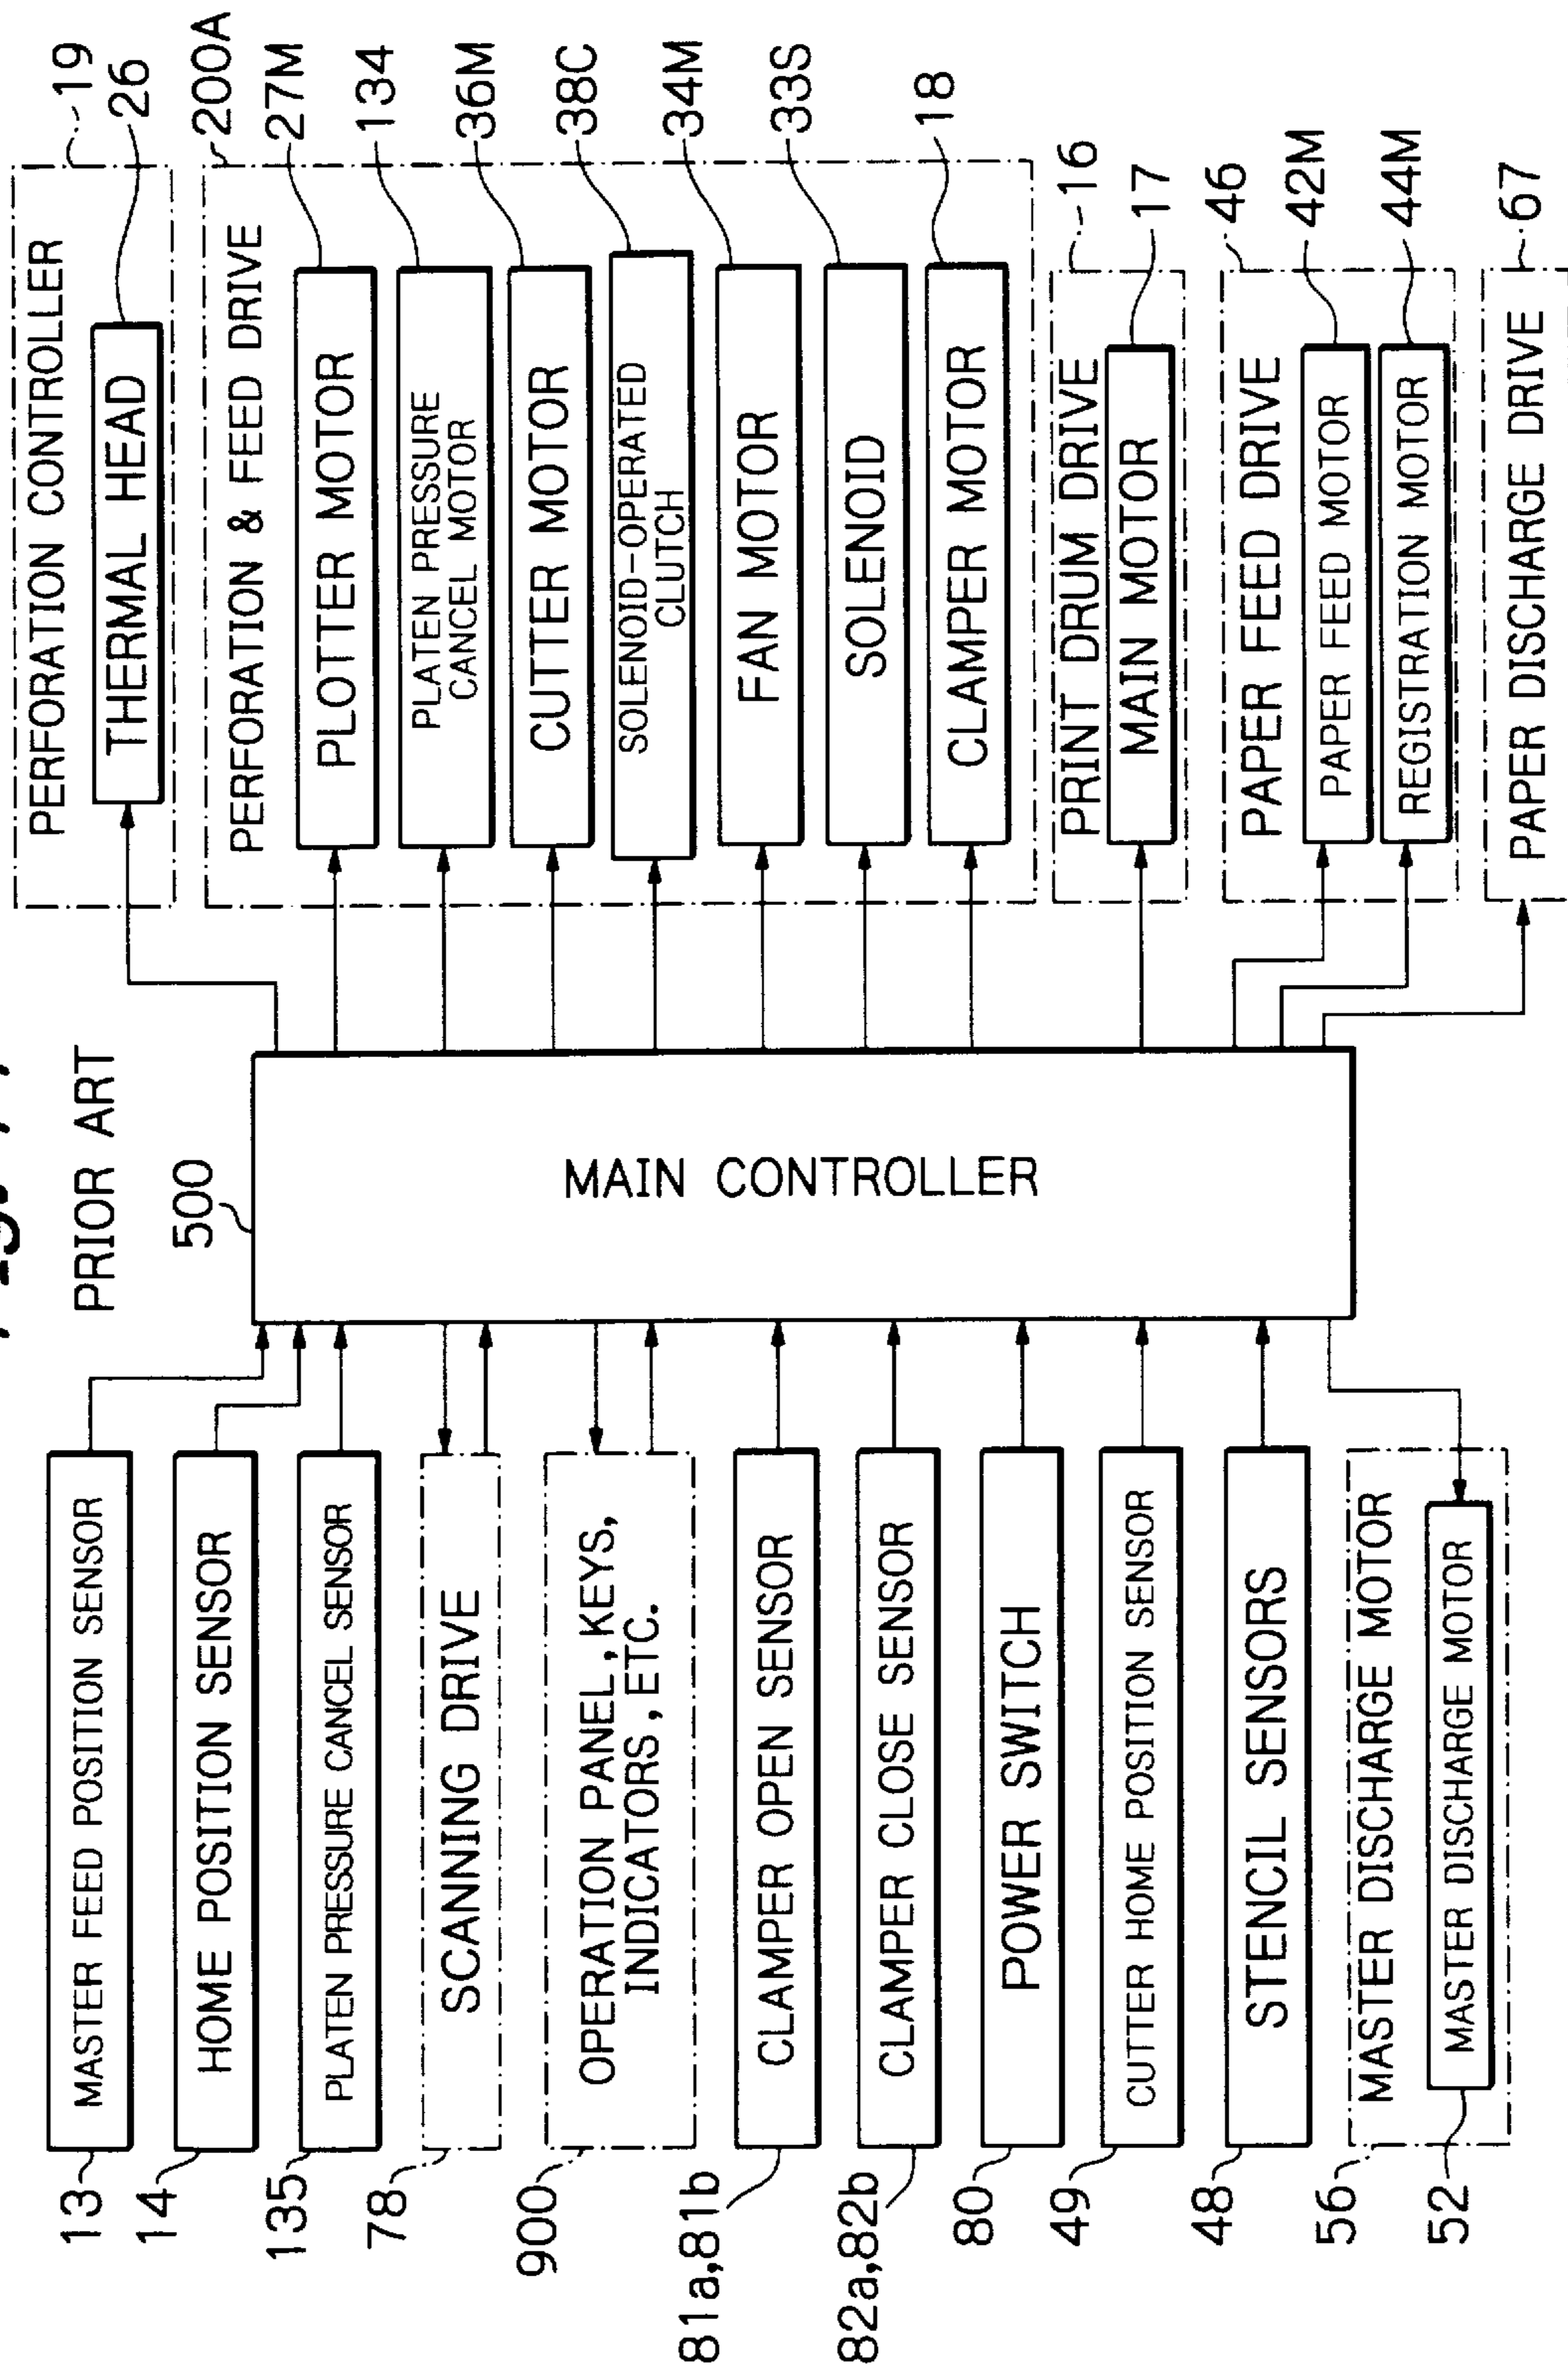 PRIOR ART
500
MAIN CONTROLLER
13
MASTER FEED POSITION SENSOR
14
HOME POSITION SENSOR
135
PLATEN PRESSURE CANCEL SENSOR
78
SCANNING DRIVE
900
OPERATION PANEL, KEYS,
INDICATORS, ETC.
81a,81b
CLAMPER OPEN SENSOR
82a,82b
CLAMPER CLOSE SENSOR
80
POWER SWITCH
49
CUTTER HOME POSITION SENSOR
48
STENCIL SENSORS
56
MASTER DISCHARGE MOTOR
52
MASTER DISCHARGE MOTOR
PERFORATION CONTROLLER
19
THERMAL HEAD
26
PERFORATION & FEED DRIVE
200A
PLOTTER MOTOR
27M
PLATEN PRESSURE
CANCEL MOTOR
134
CUTTER MOTOR
36M
SOLENOID-OPERATED
CLUTCH
38C
FAN MOTOR
34M
SOLENOID
33S
CLAMPER MOTOR
18
PRINT DRUM DRIVE
16
MAIN MOTOR
17
PAPER FEED DRIVE
46
PAPER FEED MOTOR
42M
REGISTRATION MOTOR
44M
PAPER DISCHARGE DRIVE
67